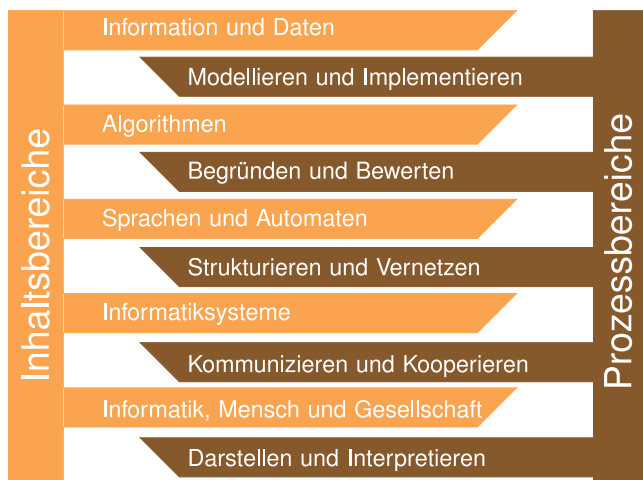 Inhaltsbereiche
Information und Daten
Modellieren und Implementieren
Algorithmen
Begründen und Bewerten
Sprachen und Automaten
Strukturieren und Vernetzen
Informatiksysteme
Kommunizieren und Kooperieren
Informatik, Mensch und Gesellschaft
Darstellen und Interpretieren
Prozessbereiche